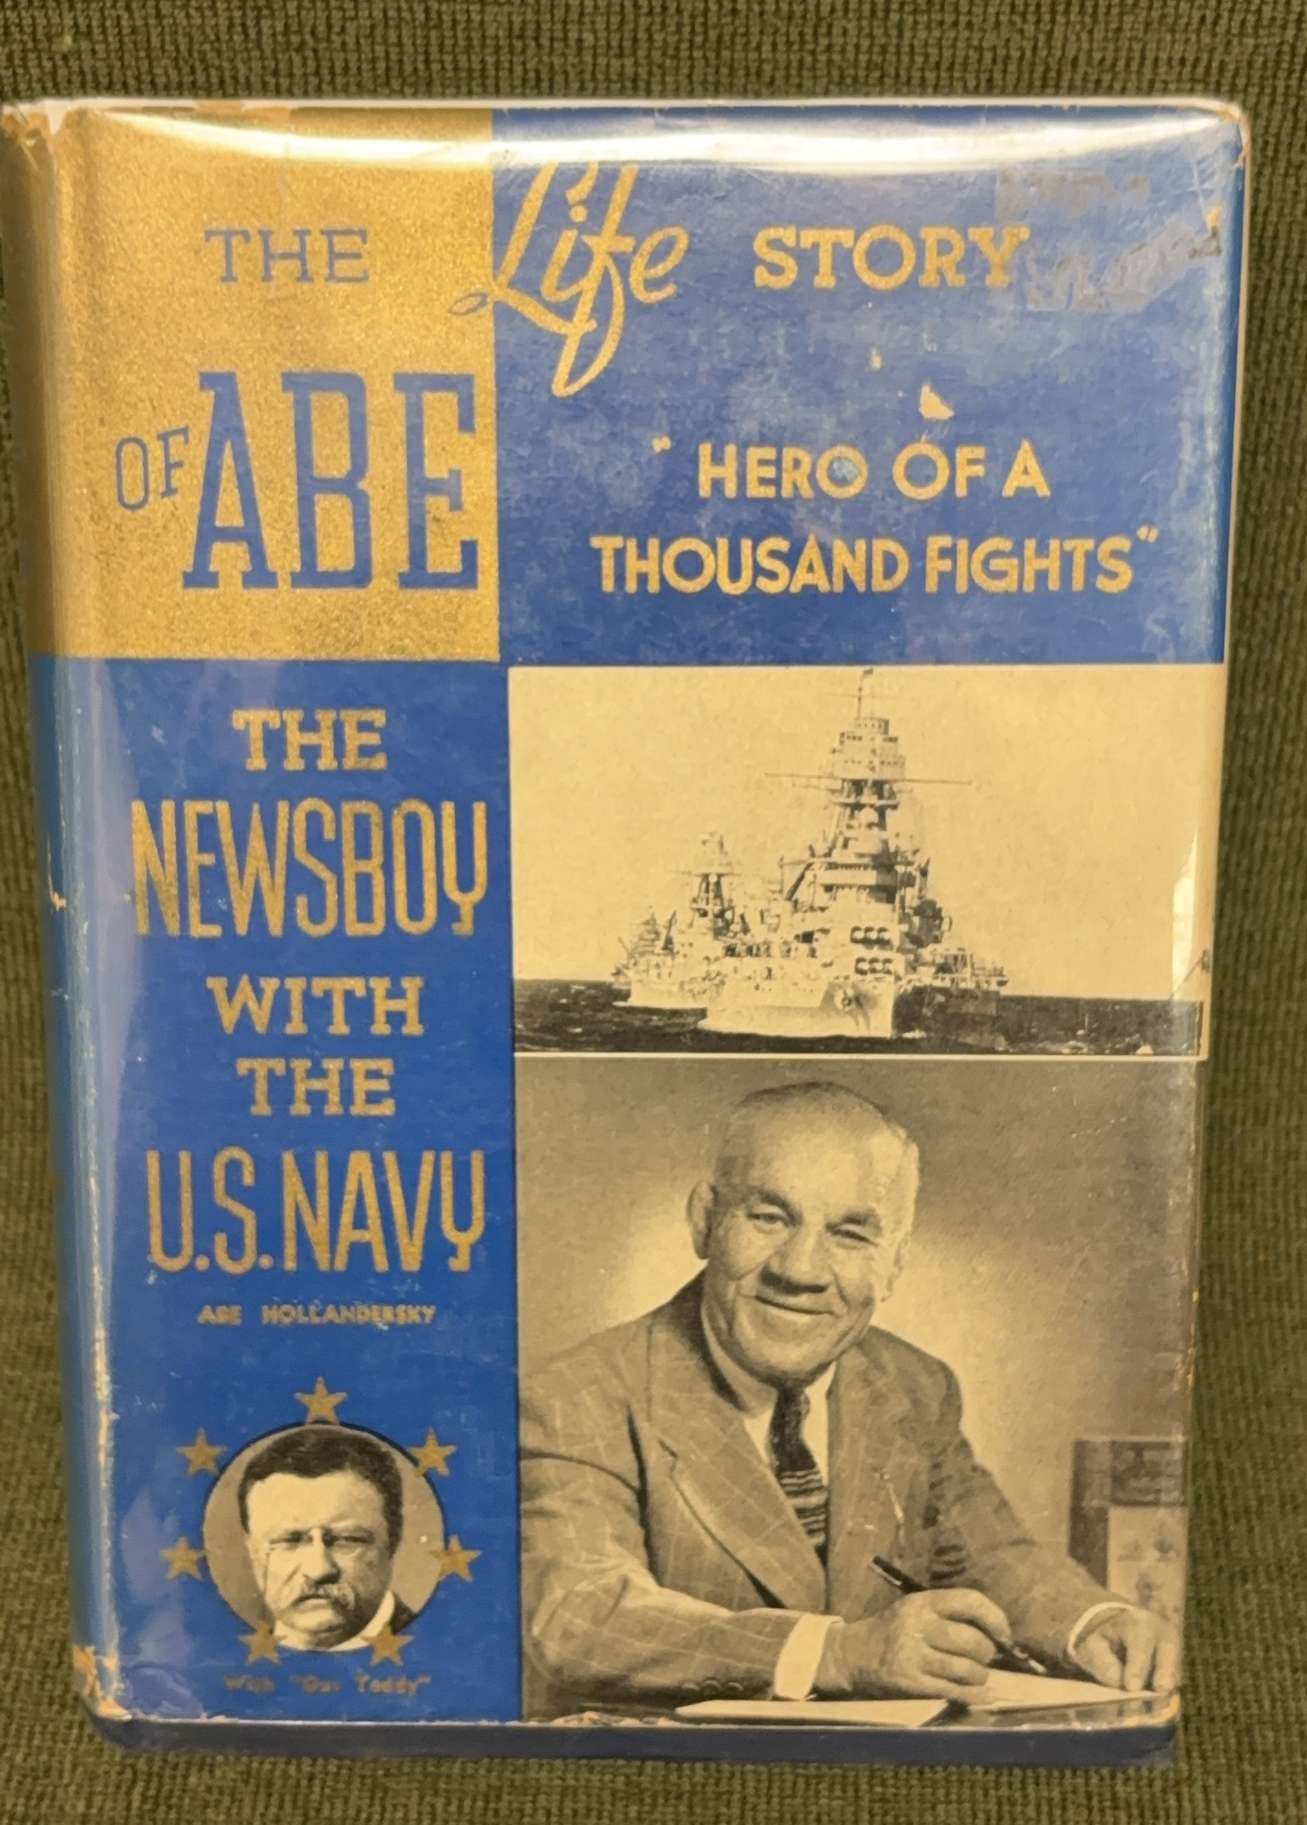 THE Life STORY
OF ABE
" HERO OF A
THOUSAND FIGHTS"
THE
NEWSBOY
WITH
THE
U.S. NAVY
ABE HOLLANDERSKY
With "Our Teddy"